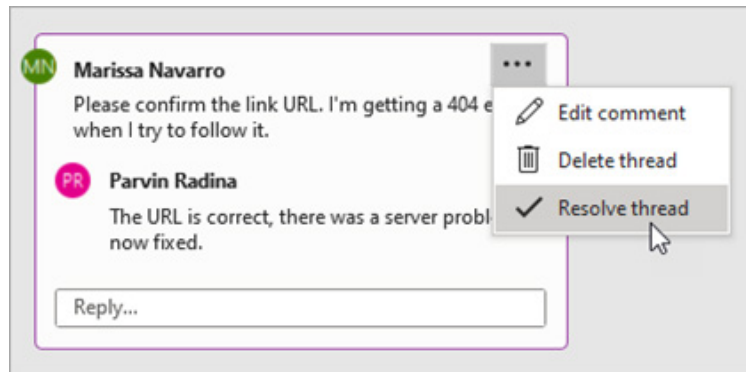 MN
Marissa Navarro
...
Please confirm the link URL. I'm getting a 404 e
when I try to follow it.
PR
Parvin Radina
The URL is correct, there was a server probl
now fixed.
Reply...
Edit comment
Delete thread
Resolve thread